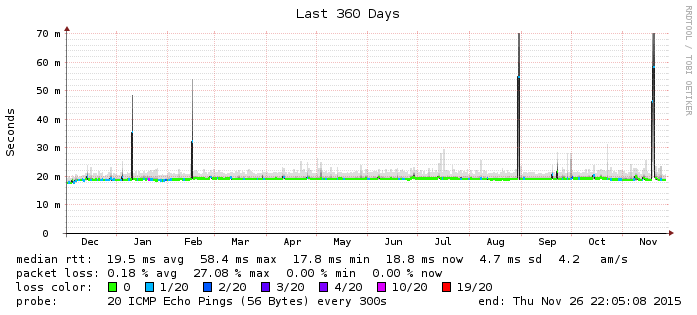 Last 360 Days
RRDTOOL / TOBI OETIKER
Seconds
70 m
60 m
50 m
40 m
30 m
20 m
10 m
0
Dec Jan Feb Mar Apr May Jun Jul Aug Sep Oct Nov
median rtt: 19.5 ms avg 58.4 ms max 17.8 ms min 18.8 ms now 4.7 ms sd 4.2 am/s
packet loss: 0.18 % avg 27.08 % max 0.00 % min 0.00 % now
loss color: 0 1/20 2/20 3/20 4/20 10/20 19/20
probe: 20 ICMP Echo Pings (56 Bytes) every 300s end: Thu Nov 26 22:05:08 2015